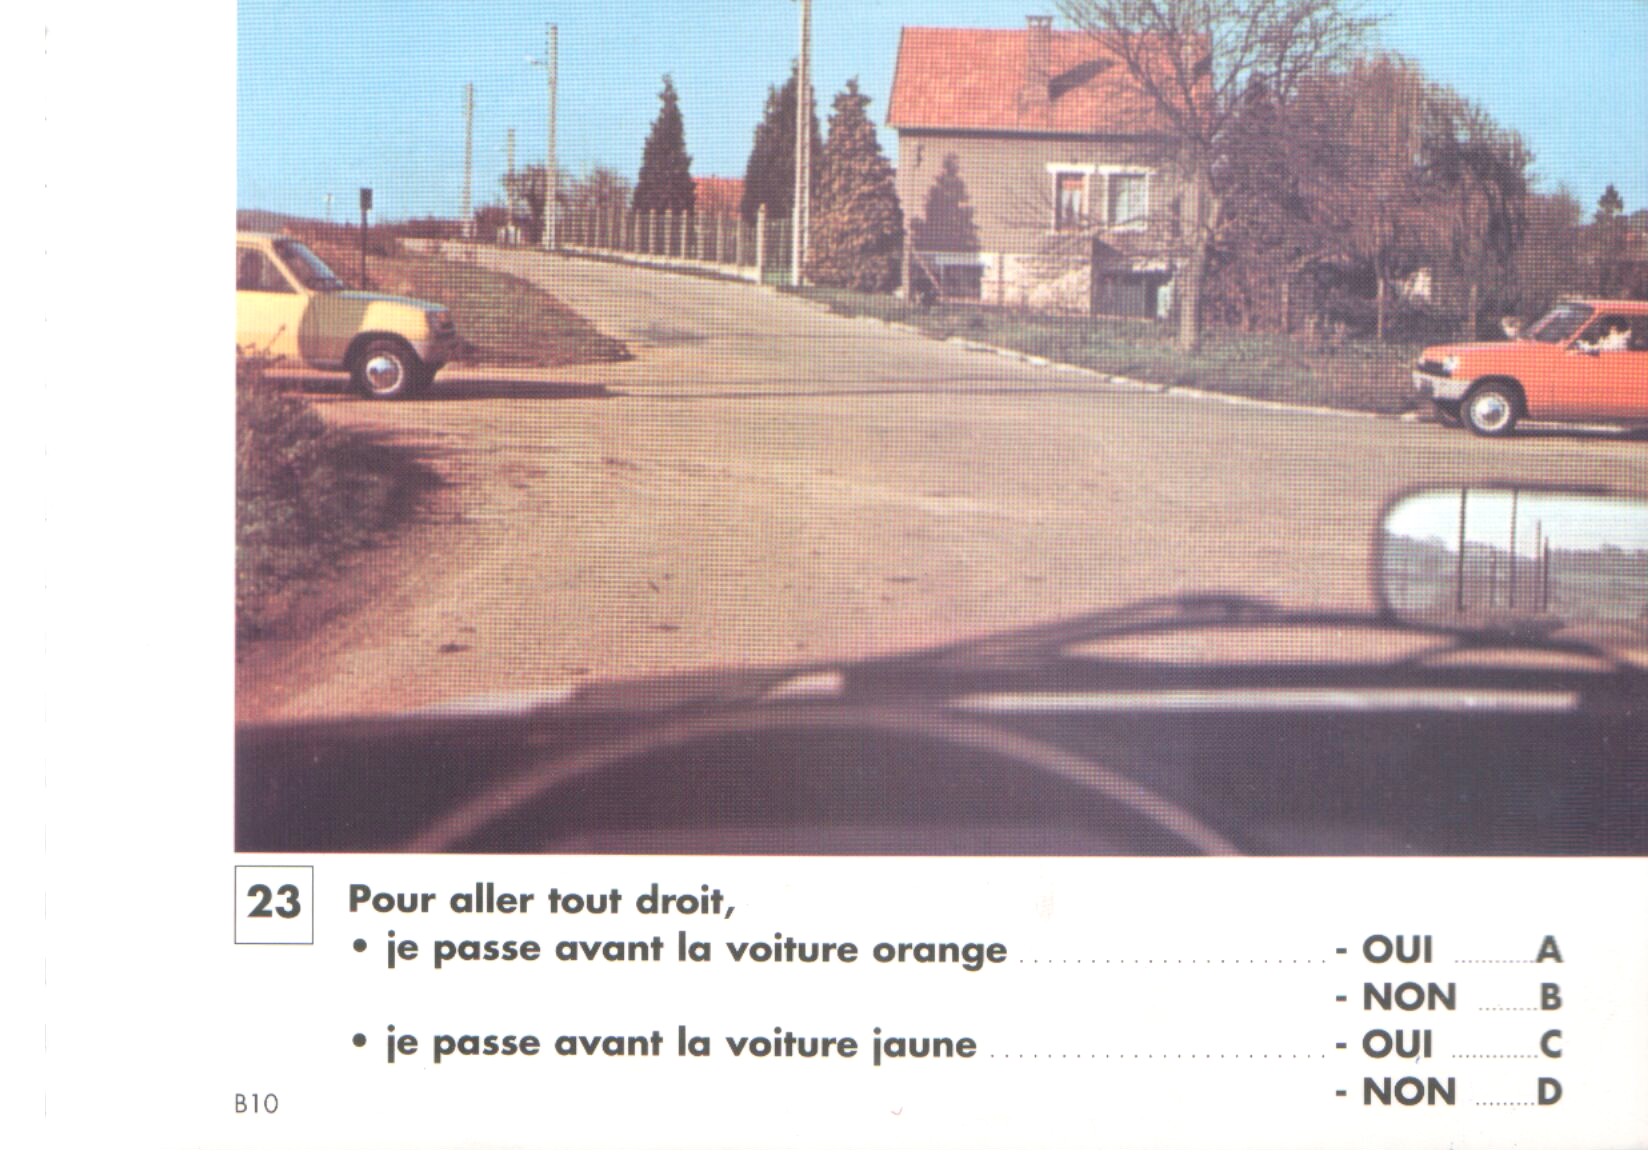 23 Pour aller tout droit,
• je passe avant la voiture orange ........................ - OUI ........... A
- NON ........ B
• je passe avant la voiture jaune .......................... - OUI ............ C
- NON ........ D
B10